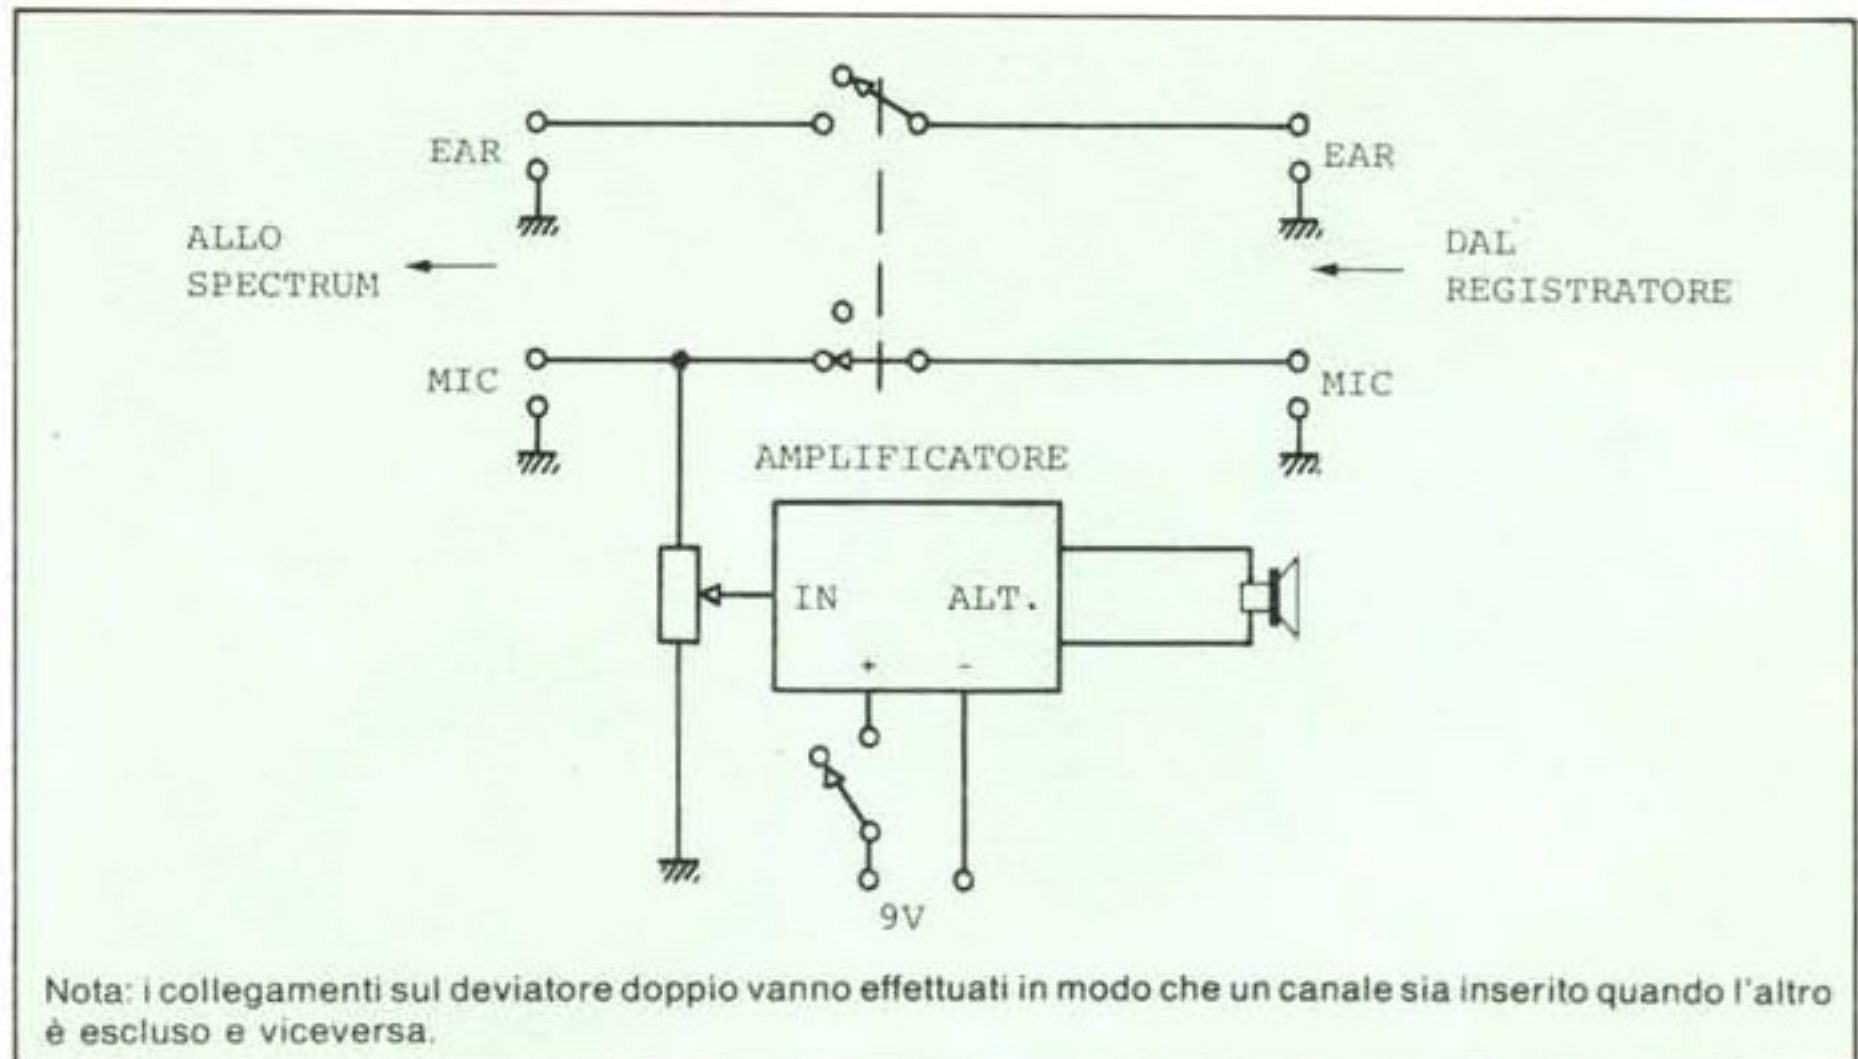 EAR
EAR
ALLO
SPECTRUM
DAL
REGISTRATORE
MIC
MIC
AMPLIFICATORE
IN
ALT.
+
-
9V
Nota: i collegamenti sul deviatore doppio vanno effettuati in modo che un canale sia inserito quando l'altro
è escluso e viceversa.